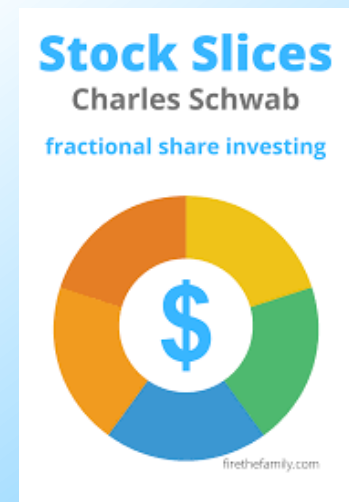 Stock Slices
Charles Schwab
fractional share investing
$
firethefamily.com